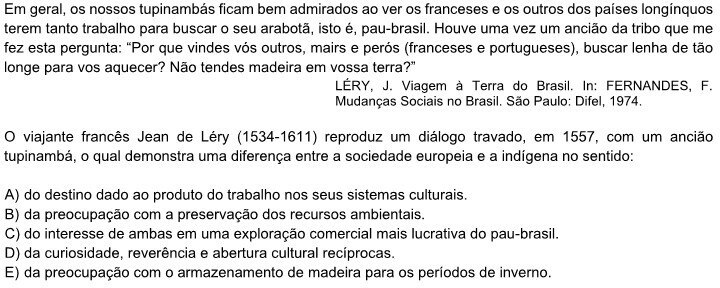 Em geral, os nossos tupinambás ficam bem admirados ao ver os franceses e os outros dos países longínquos
terem tanto trabalho para buscar o seu arabotã, isto é, pau-brasil. Houve uma vez um ancião da tribo que me
fez esta pergunta: “Por que vindes vós outros, mairs e perós (franceses e portugueses), buscar lenha de tão
longe para vos aquecer? Não tendes madeira em vossa terra?”
LÉRY, J. Viagem à Terra do Brasil. In: FERNANDES, F.
Mudanças Sociais no Brasil. São Paulo: Difel, 1974.
O viajante francês Jean de Léry (1534-1611) reproduz um diálogo travado, em 1557, com um ancião
tupinambá, o qual demonstra uma diferença entre a sociedade europeia e a indígena no sentido:
A) do destino dado ao produto do trabalho nos seus sistemas culturais.
B) da preocupação com a preservação dos recursos ambientais.
C) do interesse de ambas em uma exploração comercial mais lucrativa do pau-brasil.
D) da curiosidade, reverência e abertura cultural recíprocas.
E) da preocupação com o armazenamento de madeira para os períodos de inverno.